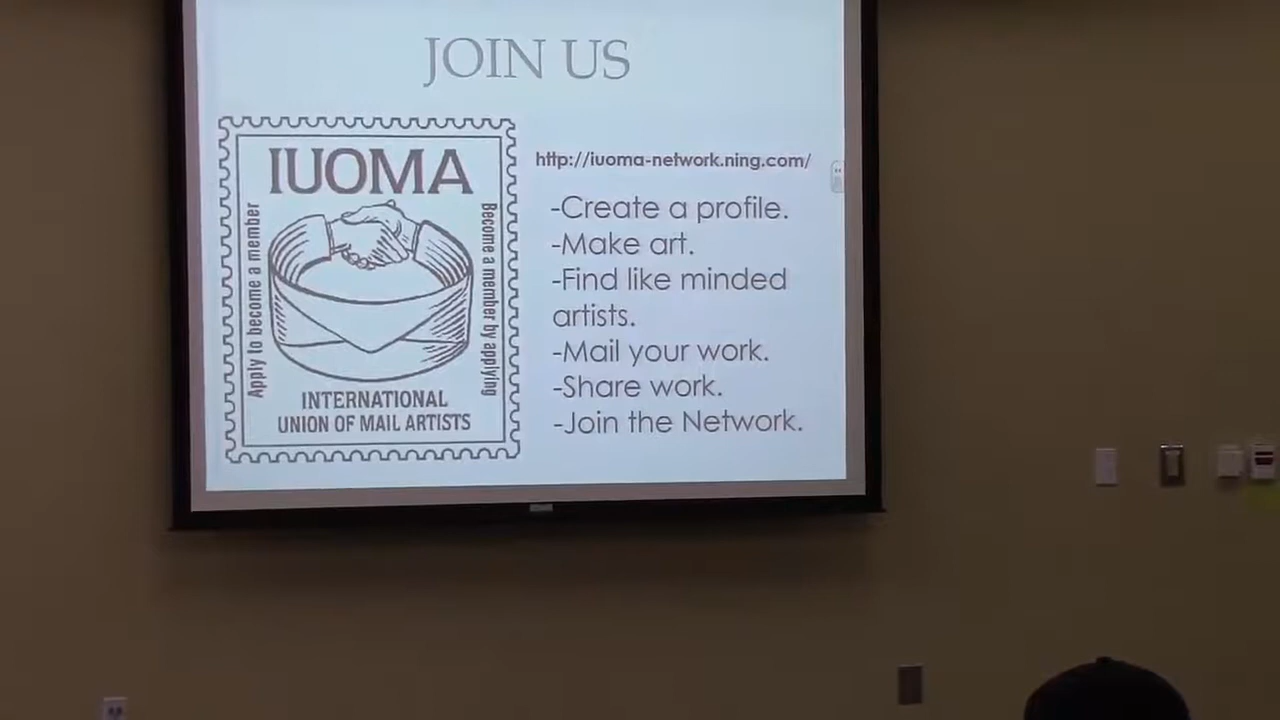 JOIN US
IUOMA
Apply to become a member
Become a member by applying
INTERNATIONAL
UNION OF MAIL ARTISTS
http://iuoma-network.ning.com/
-Create a profile.
-Make art.
-Find like minded
artists.
-Mail your work.
-Share work.
-Join the Network.